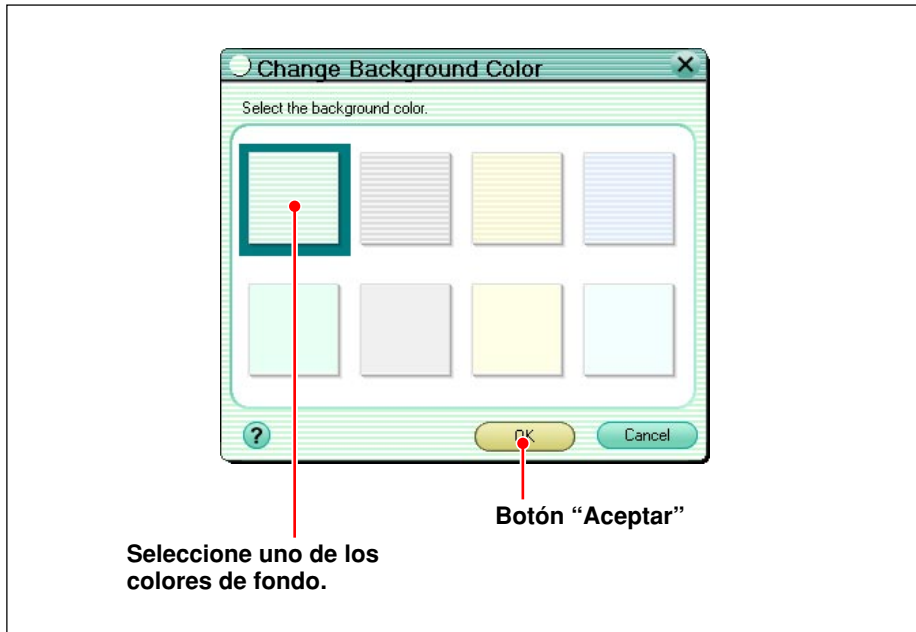 Change Background Color
Select the background color.
?
OK
Cancel
Botón “Aceptar”
Seleccione uno de los
colores de fondo.